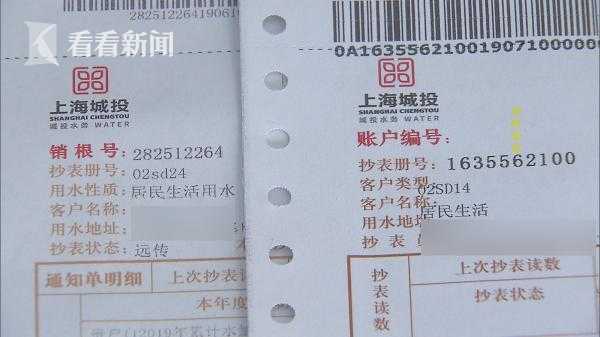 看看新闻
28251226419061
上海城投
SHANGHAI CHENGTOU
城投水务 WATER
销根号: 282512264
抄表册号: 02sd24
用水性质: 居民生活用水
客户名称:
用水地址:
抄表状态: 远传
通知单明细 上次抄表读
本年度
0A1635562100190710000
上海城投
SHANGHAI CHENGTOU
城投水务 WATER
账户编号:
抄表册号: 1635562100
客户类型:
02SD14
客户名称: 居民生活
用水地址
抄表
抄表读数
上次抄表读数
抄表状态